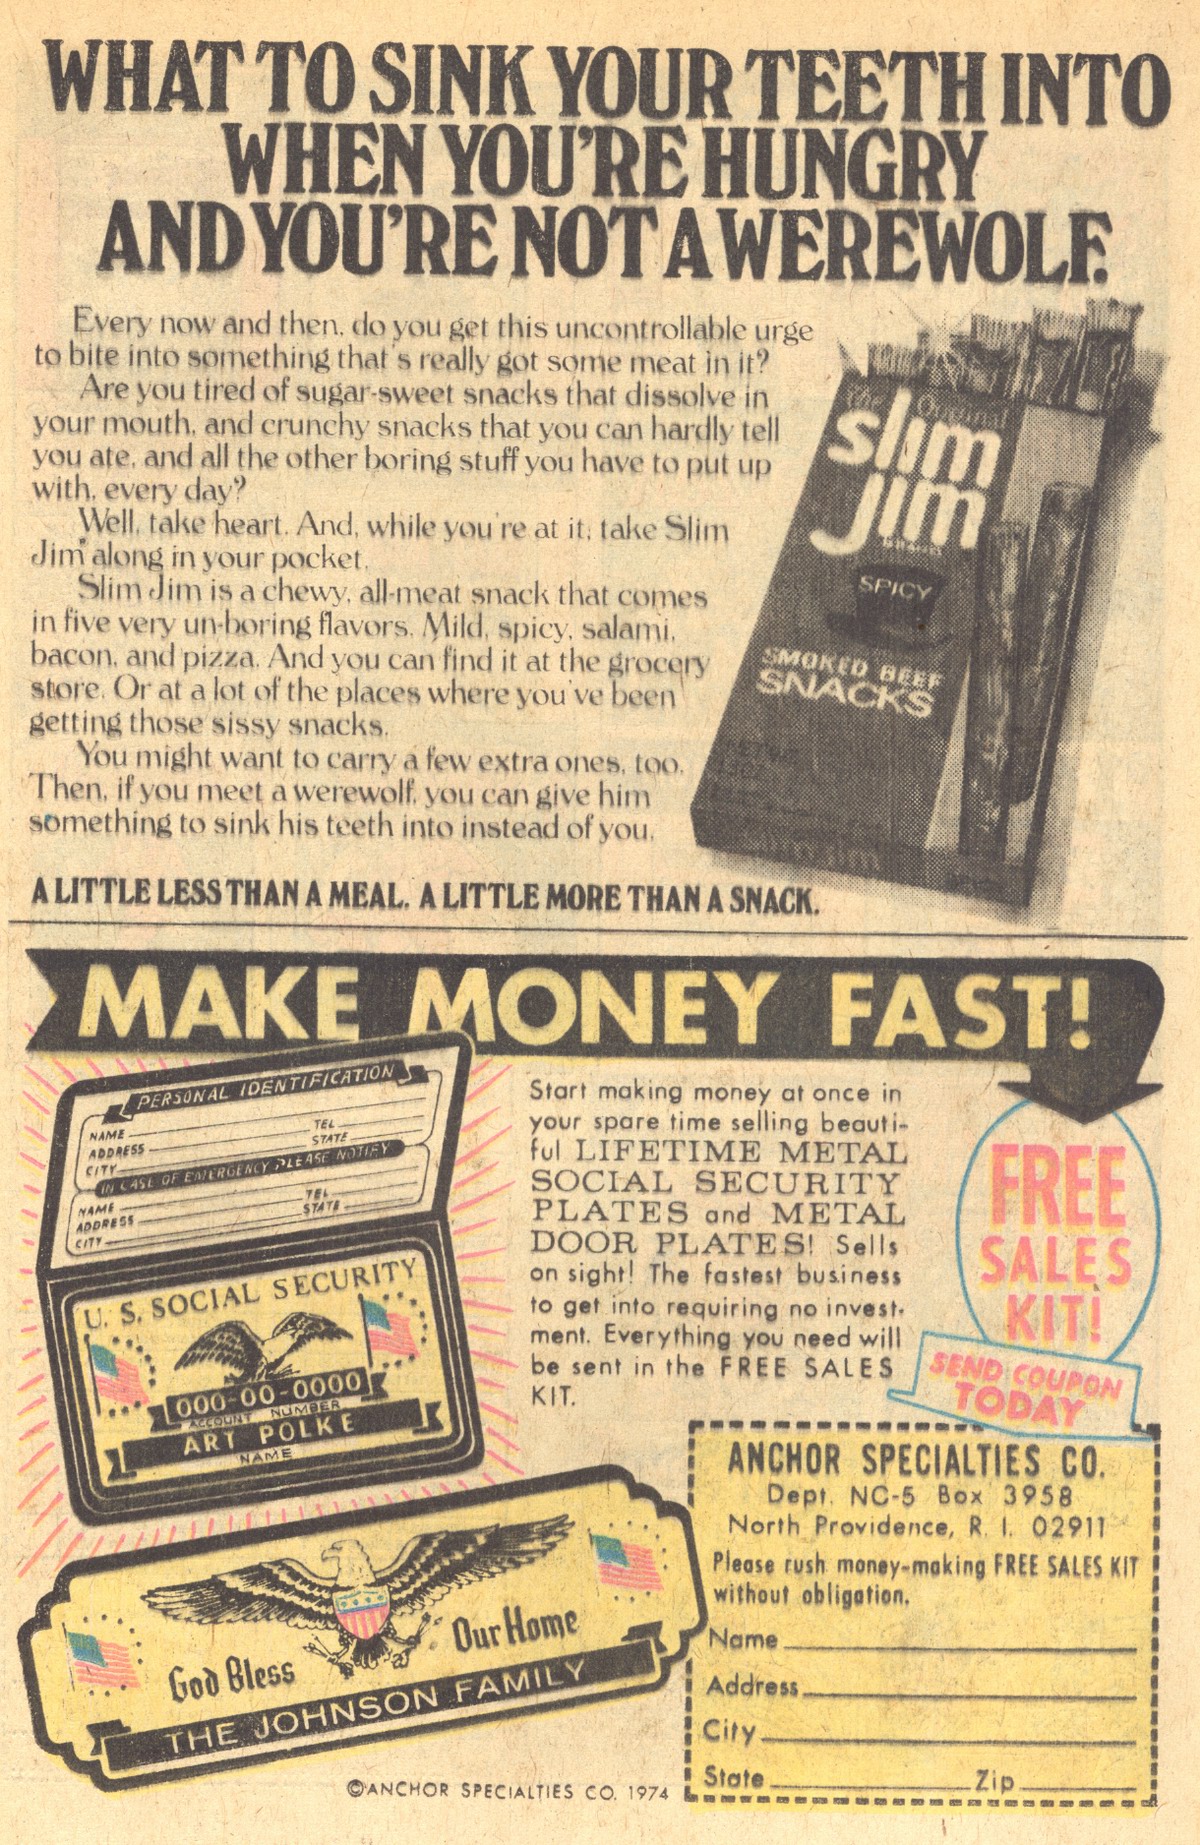 WHAT TO SINK YOUR TEETH INTO
WHEN YOU'RE HUNGRY
AND YOU'RE NOT A WEREWOLF.
Every now and then, do you get this uncontrollable urge
to bite into something that's really got some meat in it?
Are you tired of sugar-sweet snacks that dissolve in
your mouth, and crunchy snacks that you can hardly tell
you ate, and all the other boring stuff you have to put up
with, every day?
Well, take heart. And, while you're at it, take Slim
Jim along in your pocket.
Slim Jim is a chewy, all-meat snack that comes
in five very un-boring flavors. Mild, spicy, salami,
bacon, and pizza. And you can find it at the grocery
store. Or at a lot of the places where you've been
getting those sissy snacks.
You might want to carry a few extra ones, too.
Then, if you meet a werewolf, you can give him
something to sink his teeth into instead of you.
A LITTLE LESS THAN A MEAL. A LITTLE MORE THAN A SNACK.
The Original
slim
jim
BRAND
SPICY
SMOKED BEEF
SNACKS
slim jim
MAKE MONEY FAST!
PERSONAL IDENTIFICATION
NAME TEL
ADDRESS STATE
CITY
IN CASE OF EMERGENCY PLEASE NOTIFY
NAME TEL
ADDRESS STATE
CITY
U. S. SOCIAL SECURITY
000-00-0000
ACCOUNT NUMBER
ART POLKE
NAME
God Bless Our Home
THE JOHNSON FAMILY
©ANCHOR SPECIALTIES CO. 1974
Start making money at once in
your spare time selling beauti-
ful LIFETIME METAL
SOCIAL SECURITY
PLATES and METAL
DOOR PLATES! Sells
on sight! The fastest business
to get into requiring no invest-
ment. Everything you need will
be sent in the FREE SALES
KIT.
FREE
SALES
KIT!
SEND COUPON
TODAY
ANCHOR SPECIALTIES CO.
Dept. NC-5 Box 3958
North Providence, R. I. 02911
Please rush money-making FREE SALES KIT
without obligation.
Name
Address
City
State Zip